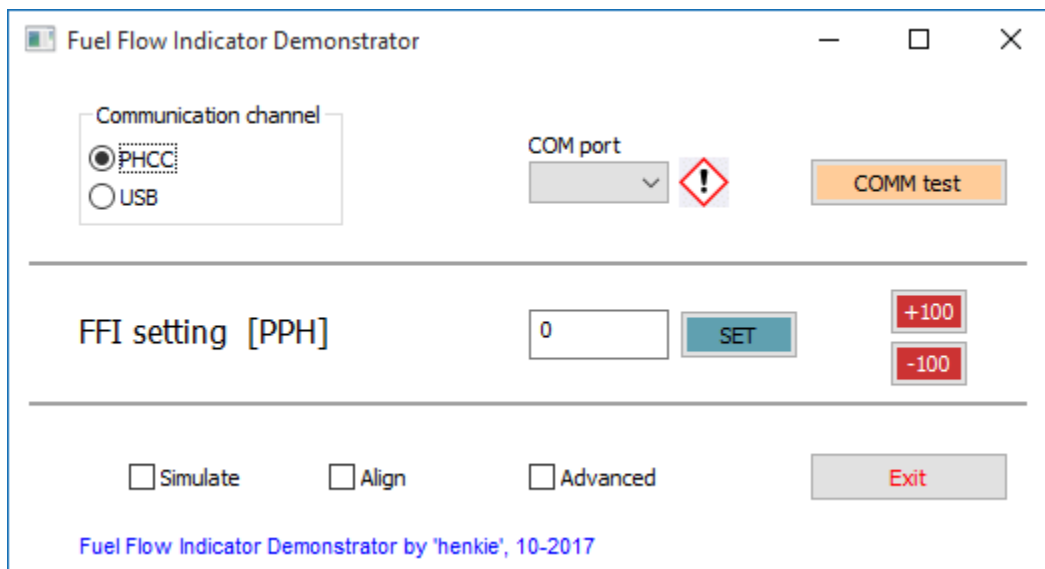 Fuel Flow Indicator Demonstrator
Communication channel
PHCC
USB
COM port
!
COMM test
FFI setting [PPH]
0
SET
+100
-100
Simulate
Align
Advanced
Exit
Fuel Flow Indicator Demonstrator by 'henkie', 10-2017